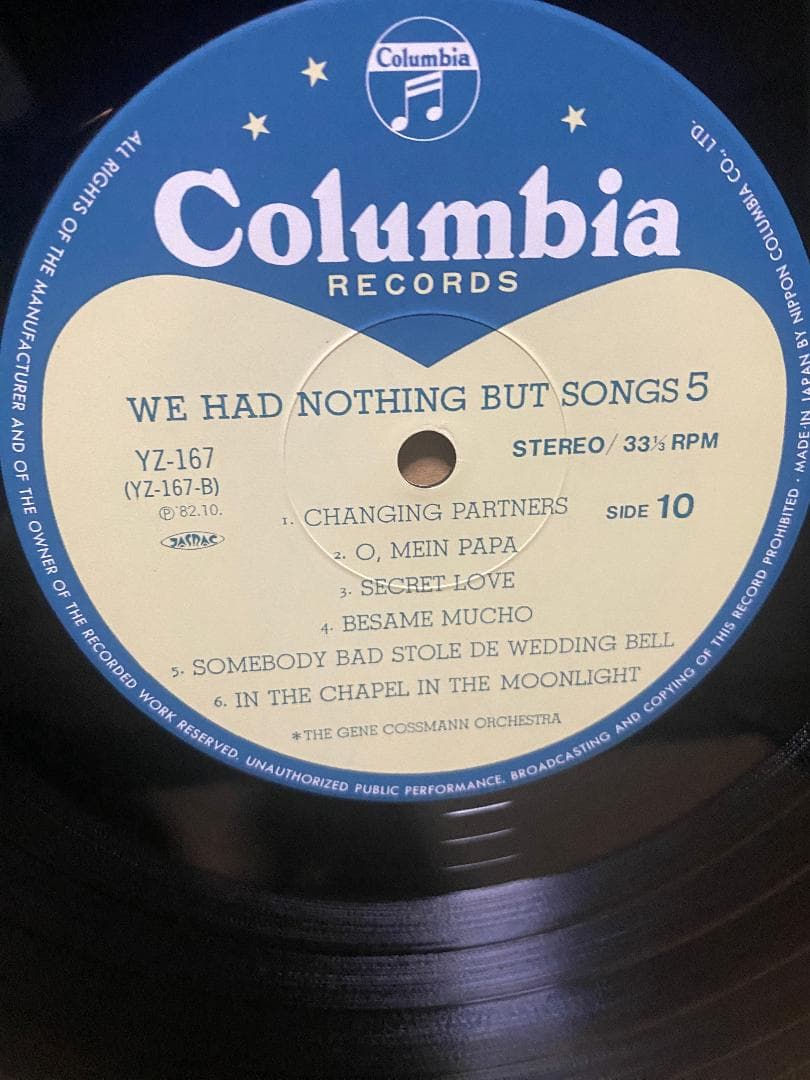 Columbia
Columbia
RECORDS
WE HAD NOTHING BUT SONGS 5
YZ-167
(YZ-167-B)
Ⓟ'82.10.
JASRAC
STEREO/33⅓ RPM
SIDE 10
1. CHANGING PARTNERS
2. O, MEIN PAPA
3. SECRET LOVE
4. BESAME MUCHO
5. SOMEBODY BAD STOLE DE WEDDING BELL
6. IN THE CHAPEL IN THE MOONLIGHT
*THE GENE COSSMANN ORCHESTRA
ALL RIGHTS OF THE MANUFACTURER AND OF THE OWNER OF THE RECORDED WORK RESERVED. UNAUTHORIZED PUBLIC PERFORMANCE, BROADCASTING AND COPYING OF THIS RECORD PROHIBITED · MADE IN JAPAN BY NIPPON COLUMBIA CO., LTD.